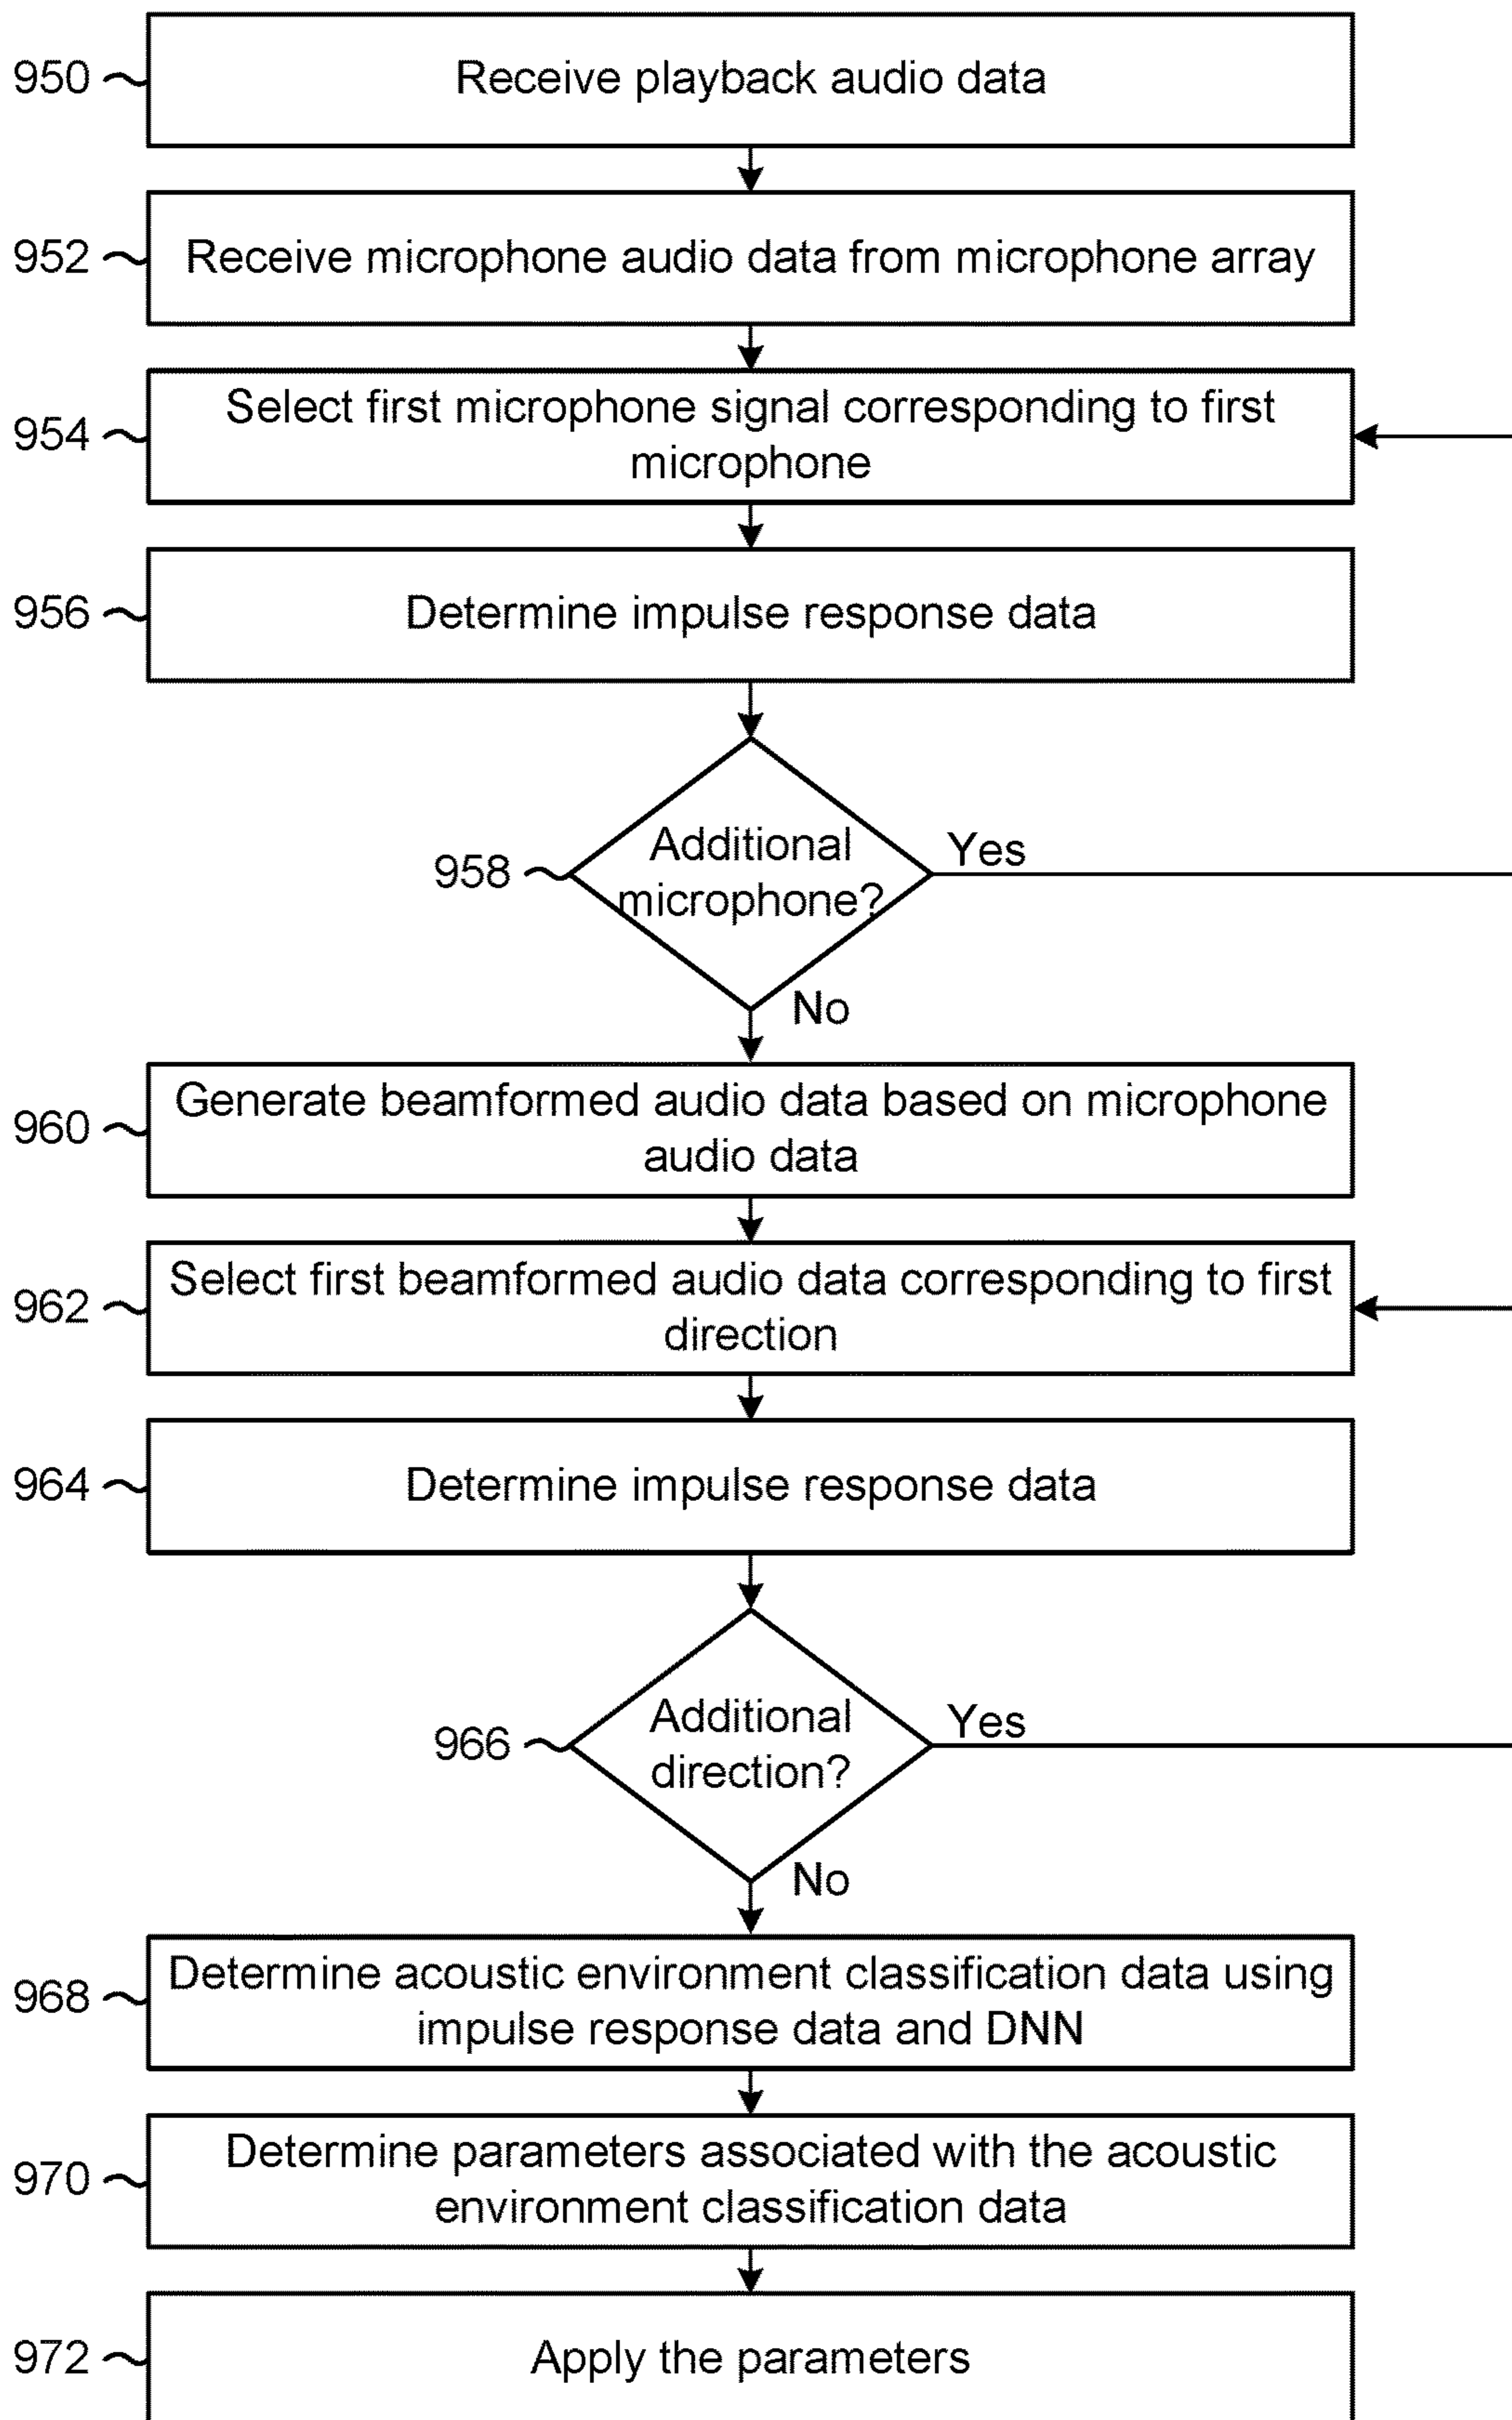 950
Receive playback audio data
952
Receive microphone audio data from microphone array
954
Select first microphone signal corresponding to first
microphone
956
Determine impulse response data
958
Additional
microphone?
Yes
No
960
Generate beamformed audio data based on microphone
audio data
962
Select first beamformed audio data corresponding to first
direction
964
Determine impulse response data
966
Additional
direction?
Yes
No
968
Determine acoustic environment classification data using
impulse response data and DNN
970
Determine parameters associated with the acoustic
environment classification data
972
Apply the parameters